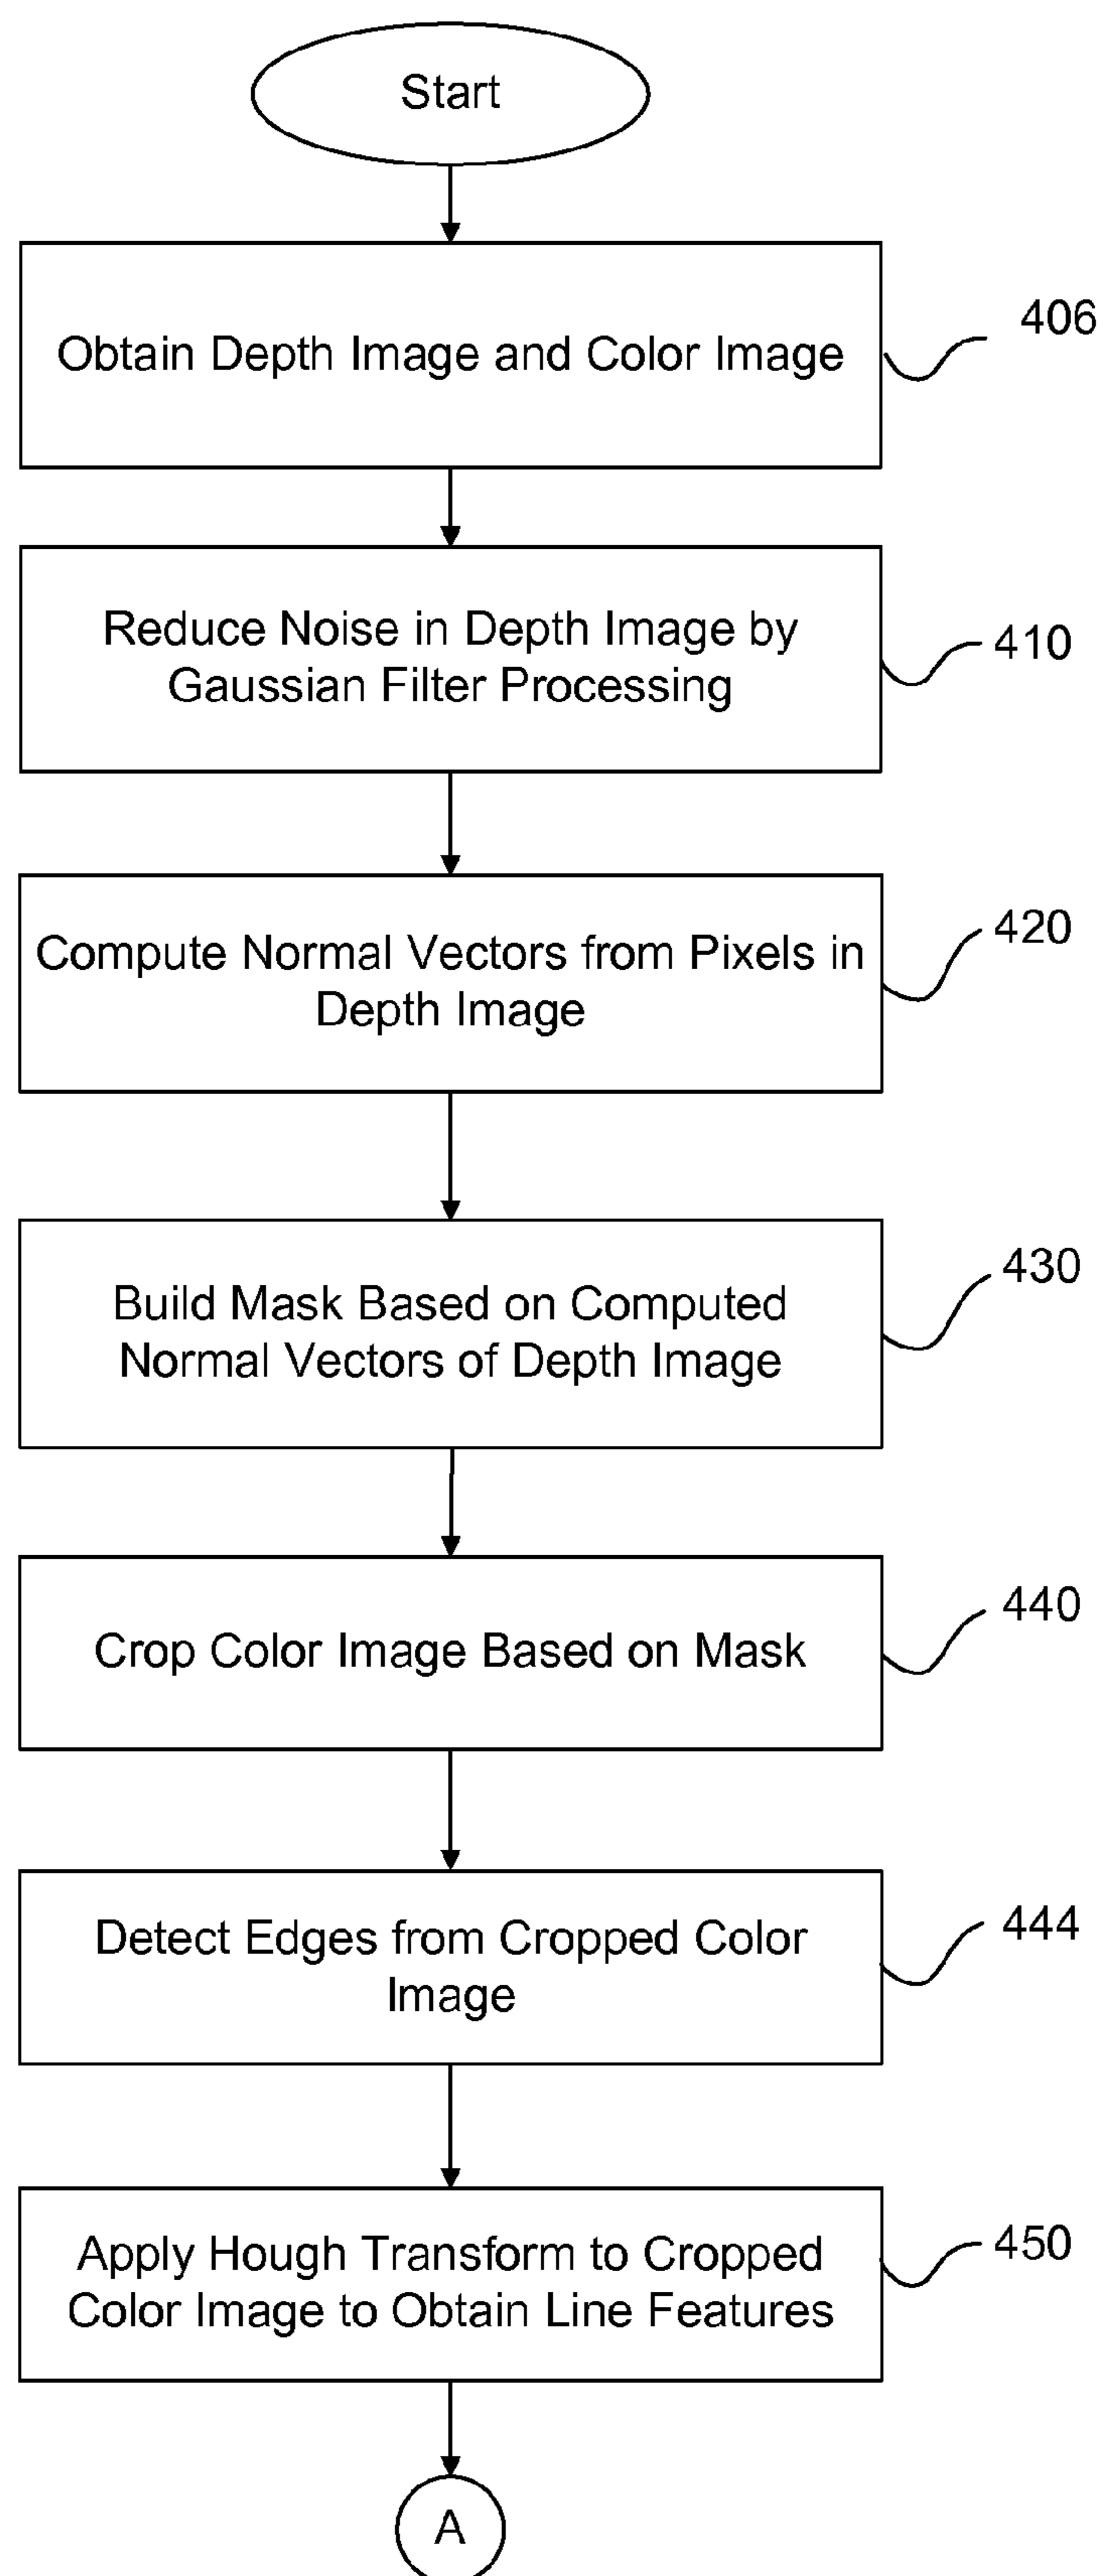 Start
Obtain Depth Image and Color Image
406
Reduce Noise in Depth Image by
Gaussian Filter Processing
410
Compute Normal Vectors from Pixels in
Depth Image
420
Build Mask Based on Computed
Normal Vectors of Depth Image
430
Crop Color Image Based on Mask
440
Detect Edges from Cropped Color
Image
444
Apply Hough Transform to Cropped
Color Image to Obtain Line Features
450
A